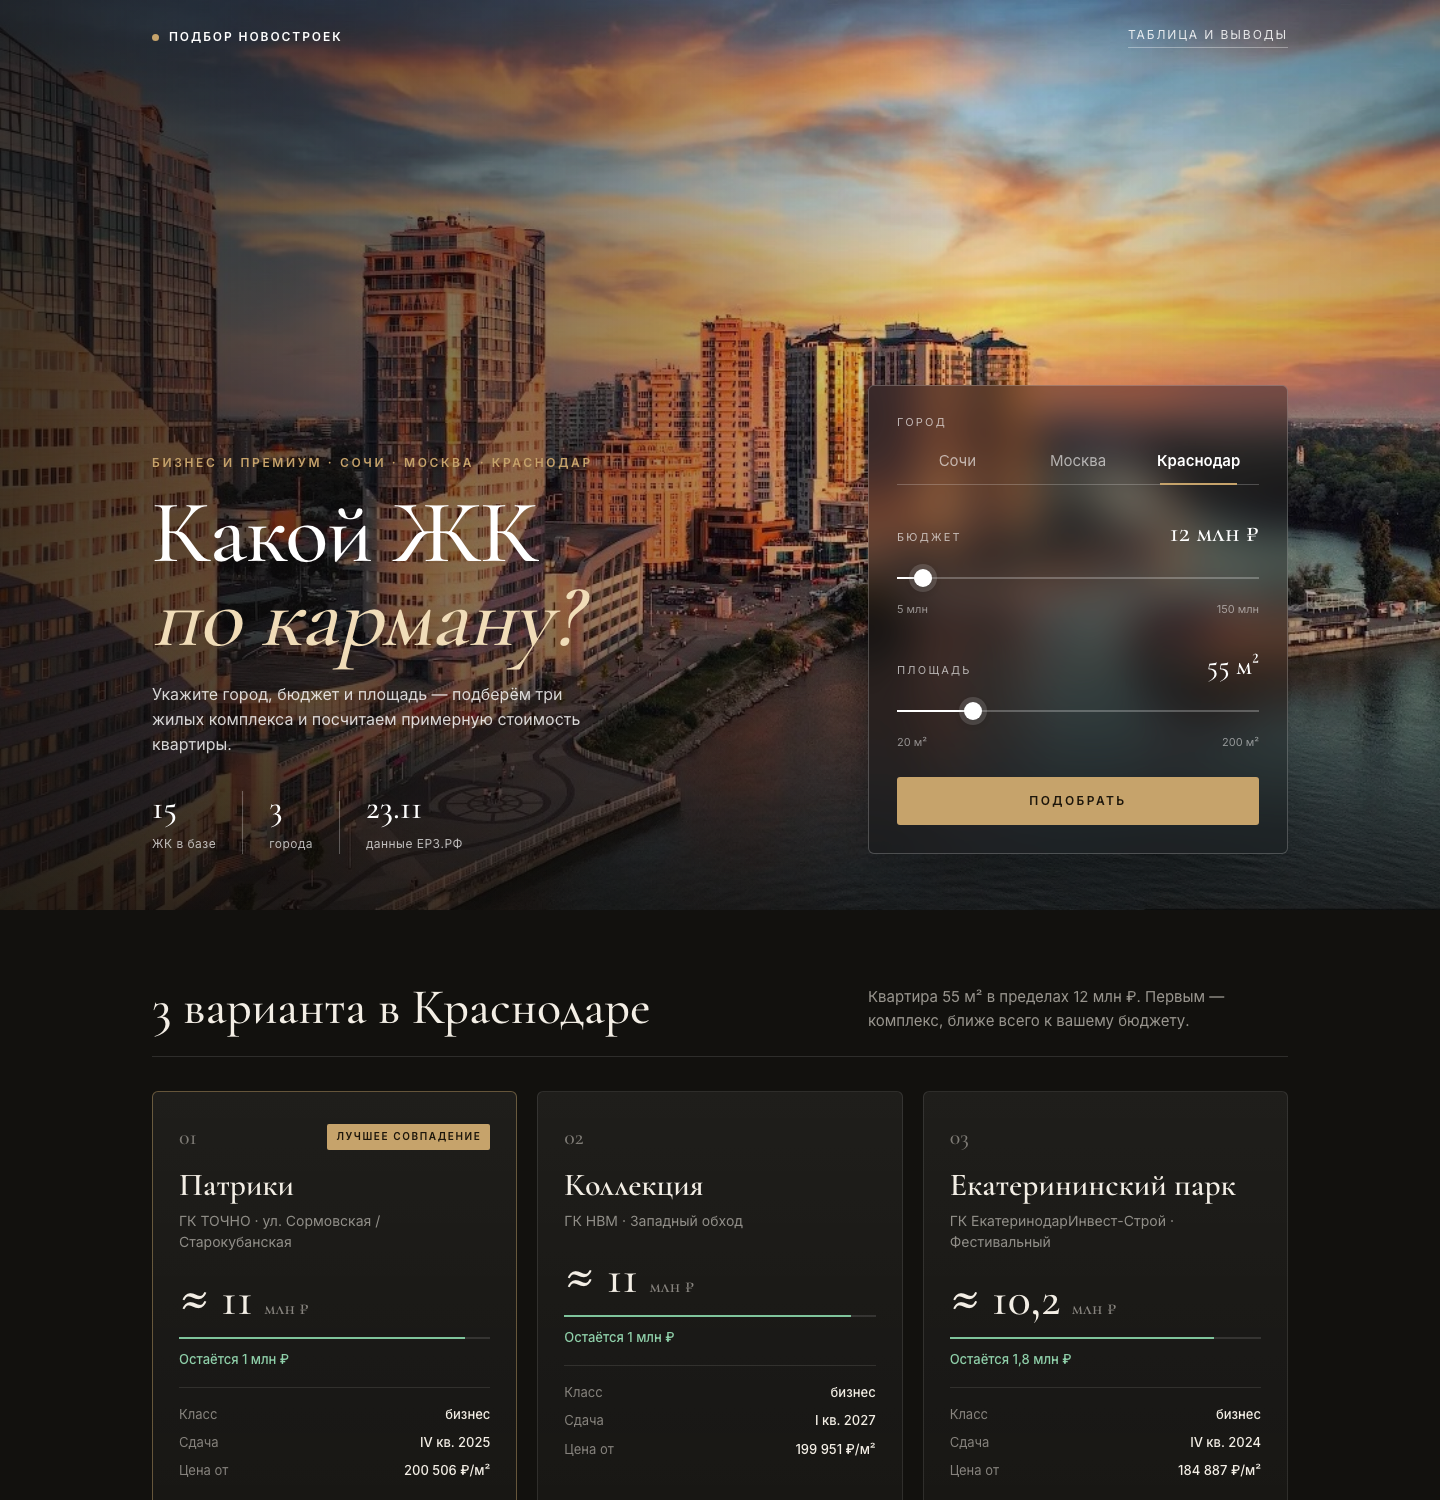 ПОДБОР НОВОСТРОЕК
ТАБЛИЦА И ВЫВОДЫ
БИЗНЕС И ПРЕМИУМ · СОЧИ · МОСКВА · КРАСНОДАР
Какой ЖК
по карману?
Укажите город, бюджет и площадь — подберём три
жилых комплекса и посчитаем примерную стоимость
квартиры.
15
ЖК в базе
3
города
23.11
данные ЕРЗ.РФ
ГОРОД
Сочи Москва Краснодар
БЮДЖЕТ 12 млн ₽
5 млн 150 млн
ПЛОЩАДЬ 55 м²
20 м² 200 м²
ПОДОБРАТЬ
3 варианта в Краснодаре
Квартира 55 м² в пределах 12 млн ₽. Первым —
комплекс, ближе всего к вашему бюджету.
01 ЛУЧШЕЕ СОВПАДЕНИЕ
Патрики
ГК ТОЧНО · ул. Сормовская /
Старокубанская
≈ 11 млн ₽
Остаётся 1 млн ₽
Класс бизнес
Сдача IV кв. 2025
Цена от 200 506 ₽/м²
02
Коллекция
ГК НВМ · Западный обход
≈ 11 млн ₽
Остаётся 1 млн ₽
Класс бизнес
Сдача I кв. 2027
Цена от 199 951 ₽/м²
03
Екатерининский парк
ГК ЕкатеринодарИнвест-Строй ·
Фестивальный
≈ 10,2 млн ₽
Остаётся 1,8 млн ₽
Класс бизнес
Сдача IV кв. 2024
Цена от 184 887 ₽/м²